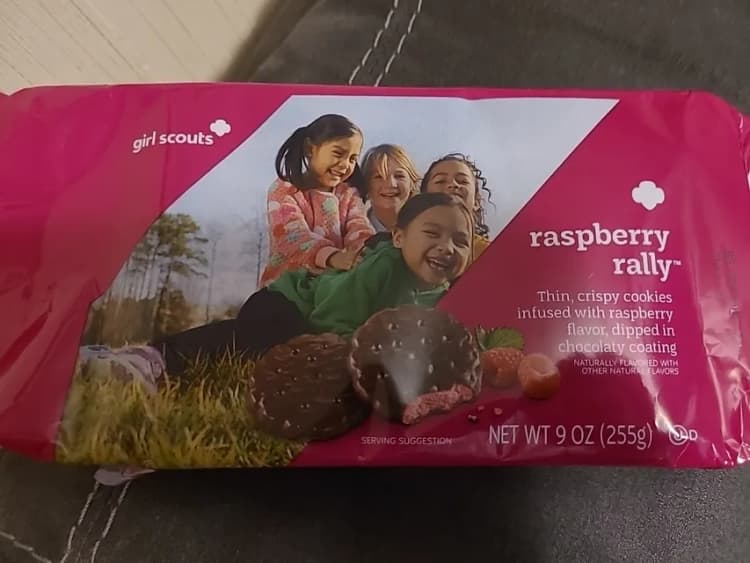 girl scouts
raspberry
rally™
Thin, crispy cookies
infused with raspberry
flavor, dipped in
chocolaty coating
NATURALLY FLAVORED WITH
OTHER NATURAL FLAVORS
SERVING SUGGESTION
NET WT 9 OZ (255g)
Ⓤ D